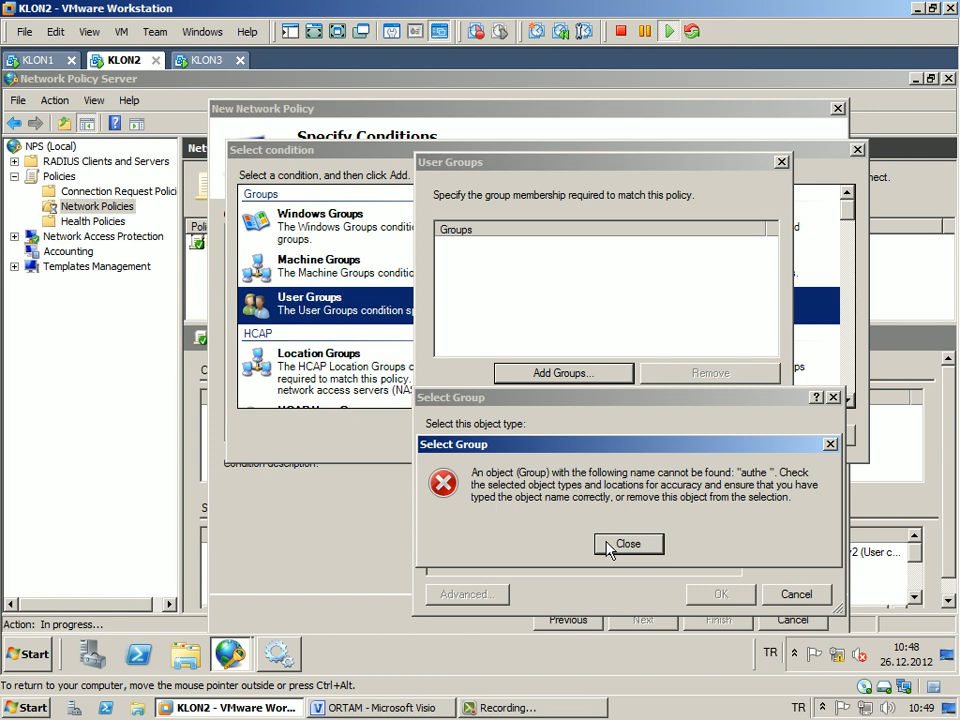 KLON2 - VMware Workstation
File Edit View VM Team Windows Help
KLON1 KLON2 KLON3
Network Policy Server
File Action View Help
NPS (Local)
RADIUS Clients and Servers
Policies
Connection Request Polici
Network Policies
Health Policies
Network Access Protection
Accounting
Templates Management
New Network Policy
Specify Conditions
Select condition
Select a condition, and then click Add.
Groups
Windows Groups
The Windows Groups conditi
groups.
Machine Groups
The Machine Groups conditio
User Groups
The User Groups condition sp
HCAP
Location Groups
The HCAP Location Groups c
required to match this policy.
network access servers (NAS
Condition description:
User Groups
Specify the group membership required to match this policy.
Groups
Add Groups... Remove
Select Group
Select this object type:
Select Group
An object (Group) with the following name cannot be found: "authe ". Check
the selected object types and locations for accuracy and ensure that you have
typed the object name correctly, or remove this object from the selection.
Close
Advanced... OK Cancel
Previous Next Finish Cancel
v2 (User c...
Action: In progress...
Start TR 10:48
26.12.2012
To return to your computer, move the mouse pointer outside or press Ctrl+Alt.
Start KLON2 - VMware Wor... ORTAM - Microsoft Visio Recording... TR 10:49